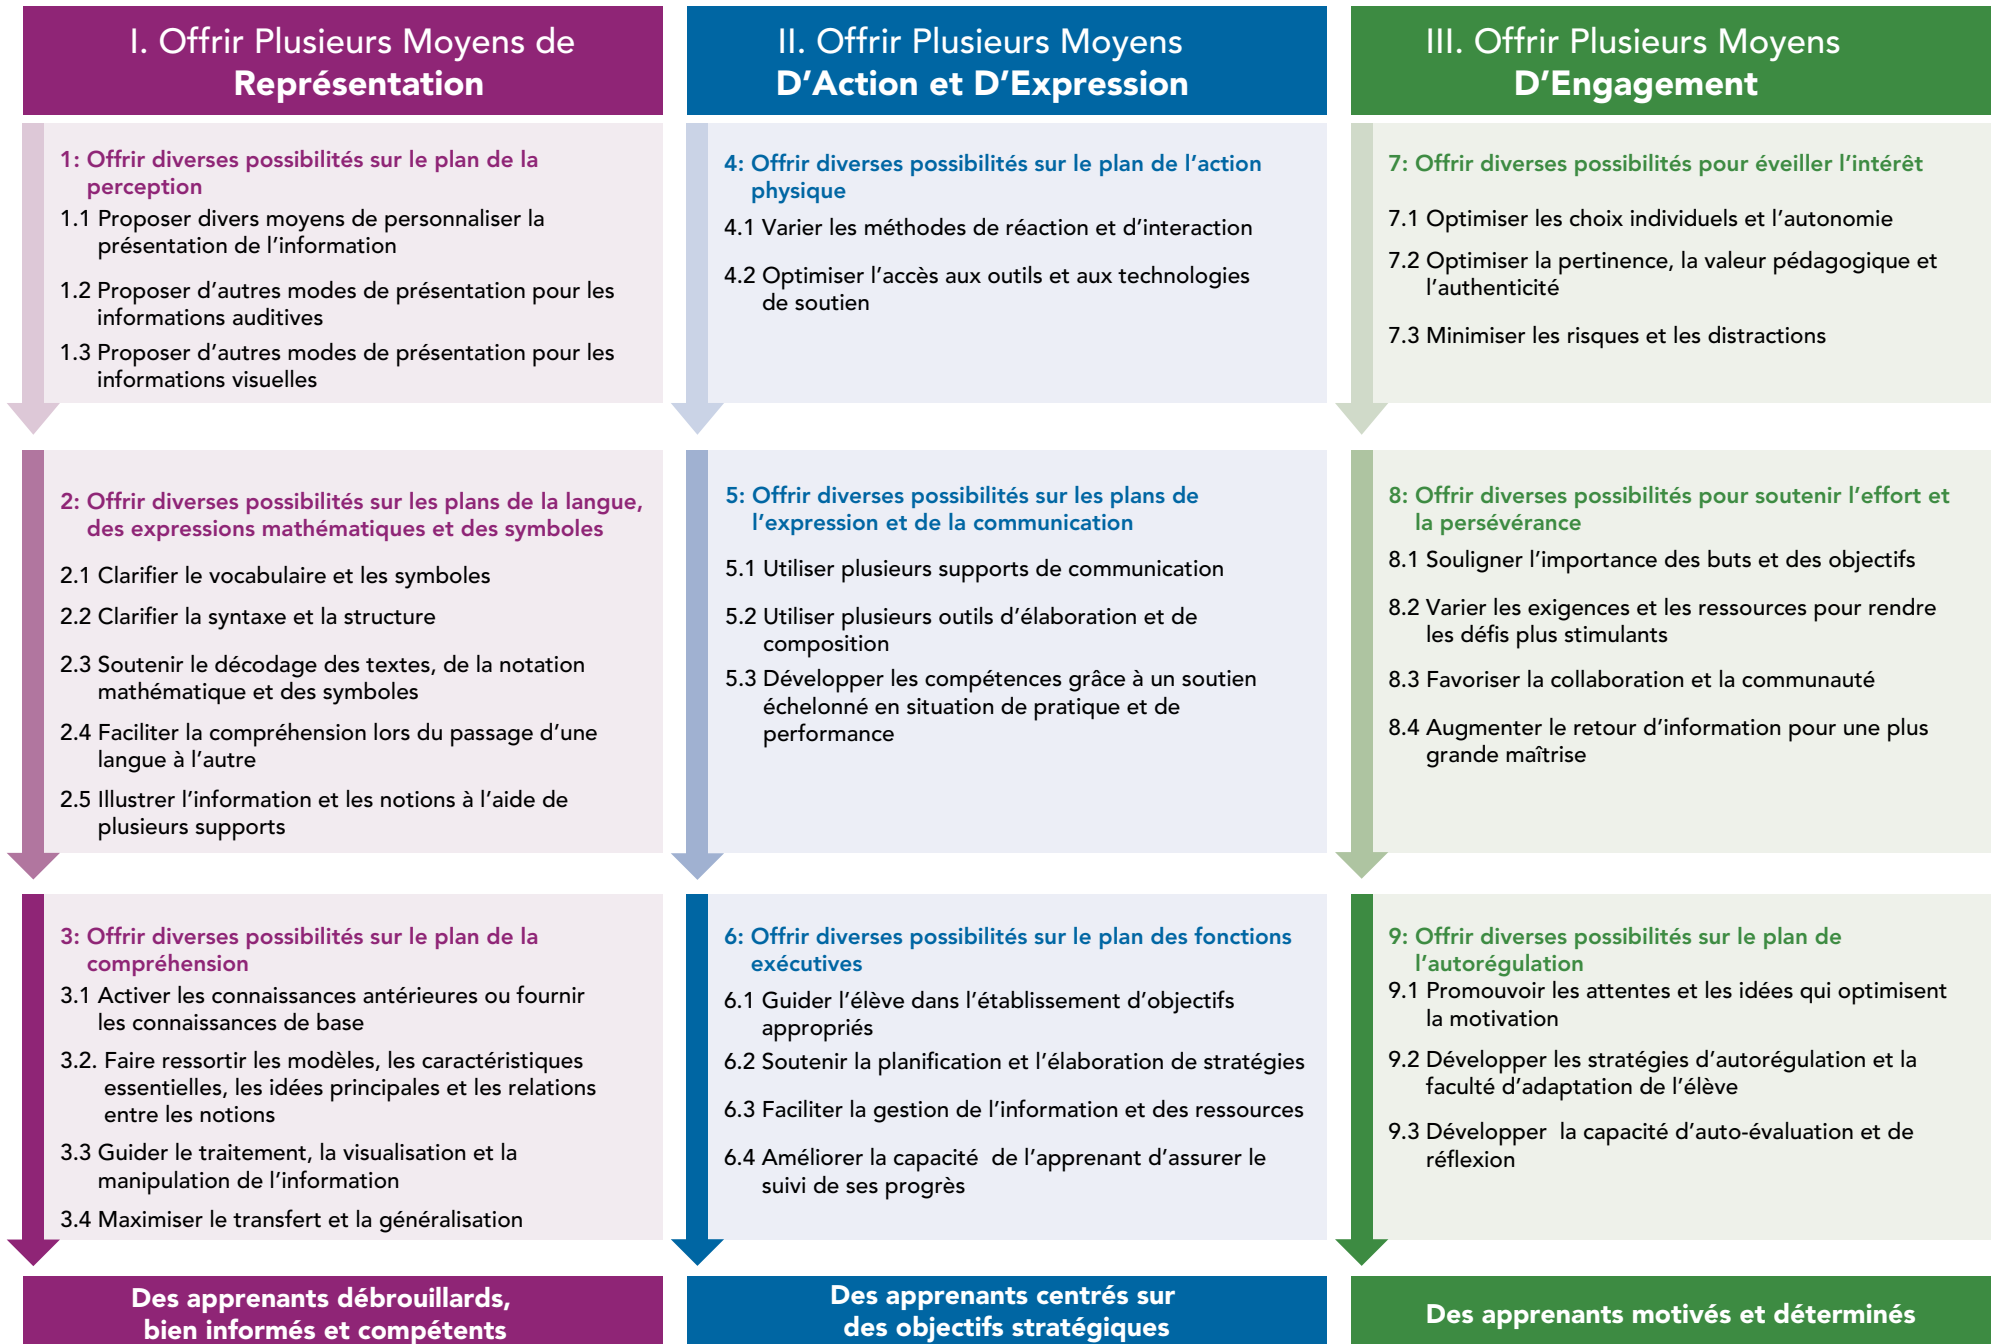 I. Offrir Plusieurs Moyens de
Représentation
1: Offrir diverses possibilités sur le plan de la
perception
1.1 Proposer divers moyens de personnaliser la
présentation de l’information
1.2 Proposer d’autres modes de présentation pour les
informations auditives
1.3 Proposer d’autres modes de présentation pour les
informations visuelles
2: Offrir diverses possibilités sur les plans de la langue,
des expressions mathématiques et des symboles
2.1 Clarifier le vocabulaire et les symboles
2.2 Clarifier la syntaxe et la structure
2.3 Soutenir le décodage des textes, de la notation
mathématique et des symboles
2.4 Faciliter la compréhension lors du passage d’une
langue à l’autre
2.5 Illustrer l’information et les notions à l’aide de
plusieurs supports
3: Offrir diverses possibilités sur le plan de la
compréhension
3.1 Activer les connaissances antérieures ou fournir
les connaissances de base
3.2. Faire ressortir les modèles, les caractéristiques
essentielles, les idées principales et les relations
entre les notions
3.3 Guider le traitement, la visualisation et la
manipulation de l’information
3.4 Maximiser le transfert et la généralisation
Des apprenants débrouillards,
bien informés et compétents
II. Offrir Plusieurs Moyens
D’Action et D’Expression
4: Offrir diverses possibilités sur le plan de l’action
physique
4.1 Varier les méthodes de réaction et d’interaction
4.2 Optimiser l’accès aux outils et aux technologies
de soutien
5: Offrir diverses possibilités sur les plans de
l’expression et de la communication
5.1 Utiliser plusieurs supports de communication
5.2 Utiliser plusieurs outils d’élaboration et de
composition
5.3 Développer les compétences grâce à un soutien
échelonné en situation de pratique et de
performance
6: Offrir diverses possibilités sur le plan des fonctions
exécutives
6.1 Guider l’élève dans l’établissement d’objectifs
appropriés
6.2 Soutenir la planification et l’élaboration de stratégies
6.3 Faciliter la gestion de l’information et des ressources
6.4 Améliorer la capacité de l’apprenant d’assurer le
suivi de ses progrès
Des apprenants centrés sur
des objectifs stratégiques
III. Offrir Plusieurs Moyens
D’Engagement
7: Offrir diverses possibilités pour éveiller l’intérêt
7.1 Optimiser les choix individuels et l’autonomie
7.2 Optimiser la pertinence, la valeur pédagogique et
l’authenticité
7.3 Minimiser les risques et les distractions
8: Offrir diverses possibilités pour soutenir l’effort et
la persévérance
8.1 Souligner l’importance des buts et des objectifs
8.2 Varier les exigences et les ressources pour rendre
les défis plus stimulants
8.3 Favoriser la collaboration et la communauté
8.4 Augmenter le retour d’information pour une plus
grande maîtrise
9: Offrir diverses possibilités sur le plan de
l’autorégulation
9.1 Promouvoir les attentes et les idées qui optimisent
la motivation
9.2 Développer les stratégies d’autorégulation et la
faculté d’adaptation de l’élève
9.3 Développer la capacité d’auto-évaluation et de
réflexion
Des apprenants motivés et déterminés